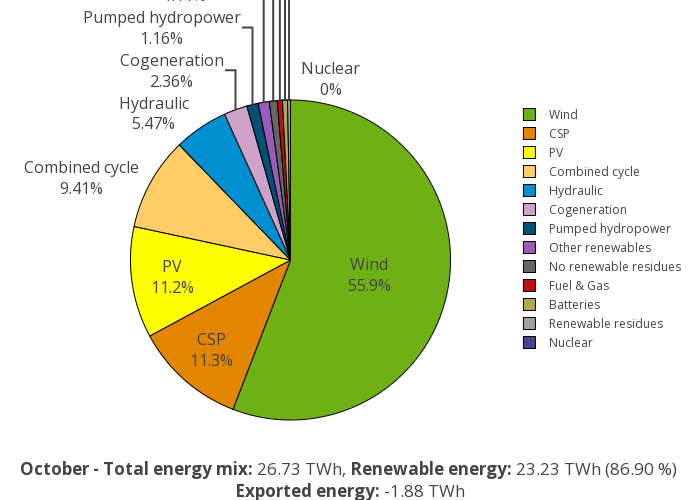 Pumped hydropower
1.16%
Cogeneration
2.36%
Nuclear
0%
Hydraulic
5.47%
Combined cycle
9.41%
PV
11.2%
Wind
55.9%
CSP
11.3%
Wind
CSP
PV
Combined cycle
Hydraulic
Cogeneration
Pumped hydropower
Other renewables
No renewable residues
Fuel & Gas
Batteries
Renewable residues
Nuclear
October - Total energy mix: 26.73 TWh, Renewable energy: 23.23 TWh (86.90 %)
Exported energy: -1.88 TWh